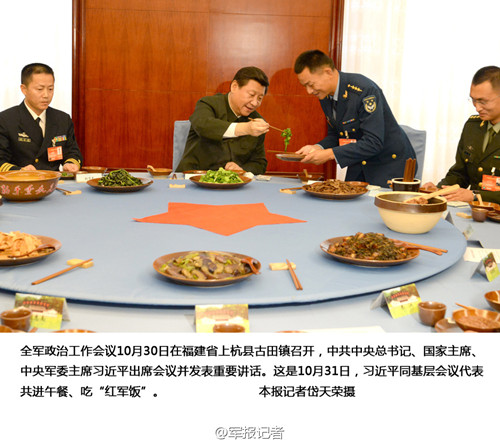 全军政治工作会议10月30日在福建省上杭县古田镇召开，中共中央总书记、国家主席、
中央军委主席习近平出席会议并发表重要讲话。这是10月31日，习近平同基层会议代表
共进午餐、吃“红军饭”。 本报记者岱天荣摄
@军报记者